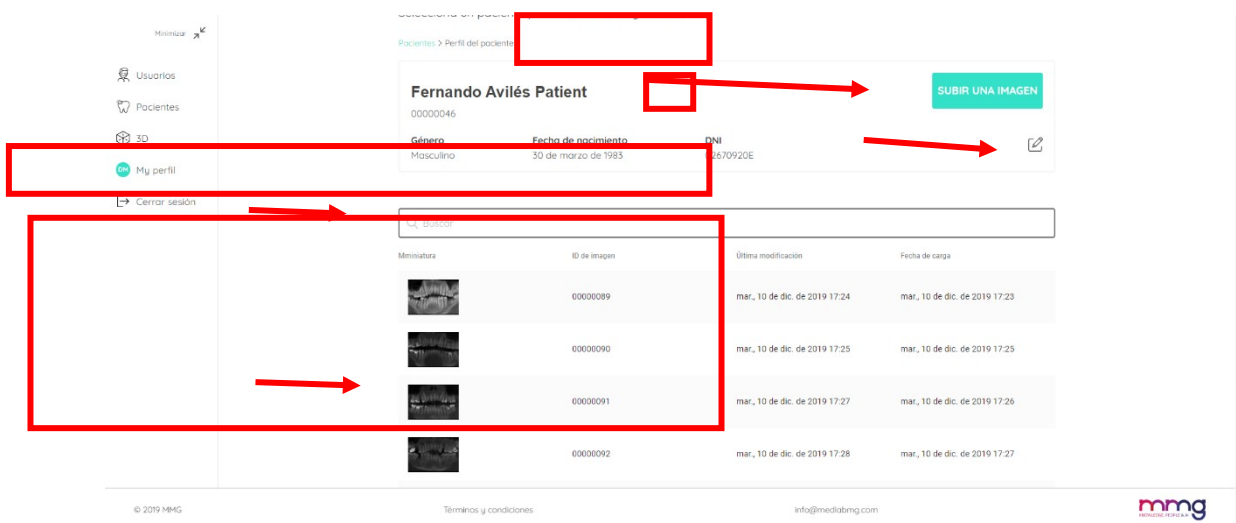 Selecciona un
Minimizar
Pacientes > Perfil del paciente
Usuarios
Pacientes
3D
DM My perfil
Cerrar sesión
Fernando Avilés Patient
00000046
SUBIR UNA IMAGEN
Género Fecha de nacimiento DNI
Masculino 30 de marzo de 1983 2670920E
Buscar
Mminiatura ID de imagen Última modificación Fecha de carga
00000089 mar., 10 de dic. de 2019 17:24 mar., 10 de dic. de 2019 17:23
00000090 mar., 10 de dic. de 2019 17:25 mar., 10 de dic. de 2019 17:25
00000091 mar., 10 de dic. de 2019 17:27 mar., 10 de dic. de 2019 17:26
00000092 mar., 10 de dic. de 2019 17:28 mar., 10 de dic. de 2019 17:27
© 2019 MMG Términos y condiciones info@medlabmg.com mmg